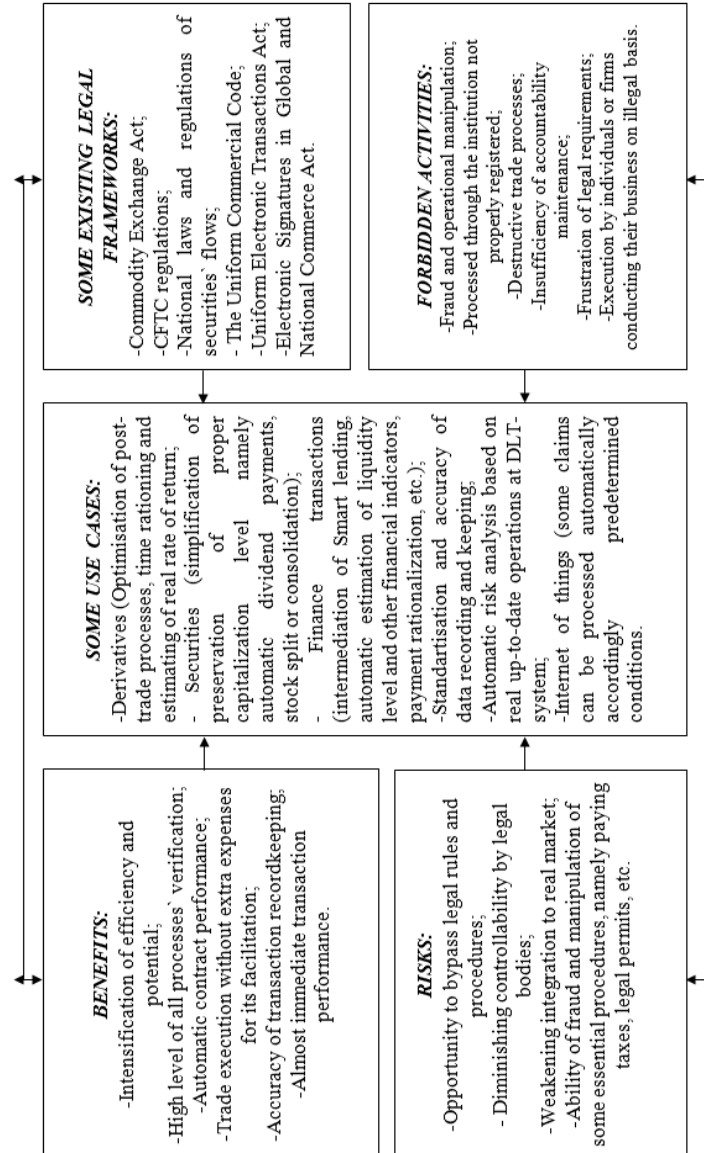 BENEFITS:
-Intensification of efficiency and
potential;
-High level of all processes` verification;
-Automatic contract performance;
-Trade execution without extra expenses
for its facilitation;
-Accuracy of transaction recordkeeping;
-Almost immediate transaction
performance.
RISKS:
-Opportunity to bypass legal rules and
procedures;
- Diminishing controllability by legal
bodies;
-Weakening integration to real market;
-Ability of fraud and manipulation of
some essential procedures, namely paying
taxes, legal permits, etc.
SOME USE CASES:
-Derivatives (Optimisation of post-
trade processes, time rationing and
estimating of real rate of return;
- Securities (simplification of
preservation of proper
capitalization level namely
automatic dividend payments,
stock split or consolidation);
- Finance transactions
(intermediation of Smart lending,
automatic estimation of liquidity
level and other financial indicators,
payment rationalization, etc.);
-Standartisation and accuracy of
data recording and keeping;
-Automatic risk analysis based on
real up-to-date operations at DLT-
system;
-Internet of things (some claims
can be processed automatically
accordingly predetermined
conditions.
SOME EXISTING LEGAL
FRAMEWORKS:
-Commodity Exchange Act;
-CFTC regulations;
-National laws and regulations of
securities` flows;
- The Uniform Commercial Code;
-Uniform Electronic Transactions Act;
-Electronic Signatures in Global and
National Commerce Act.
FORBIDDEN ACTIVITIES:
-Fraud and operational manipulation;
-Processed through the institution not
properly registered;
-Destructive trade processes;
-Insufficiency of accountability
maintenance;
-Frustration of legal requirements;
-Execution by individuals or firms
conducting their business on illegal basis.